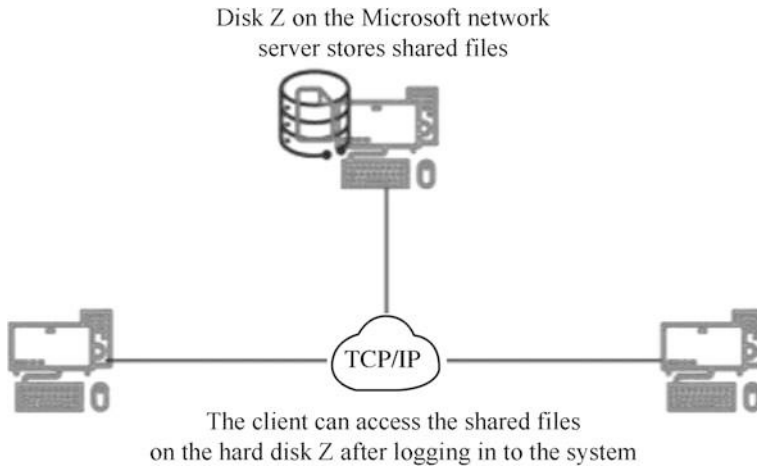 Disk Z on the Microsoft network
server stores shared files
TCP/IP
The client can access the shared files
on the hard disk Z after logging in to the system